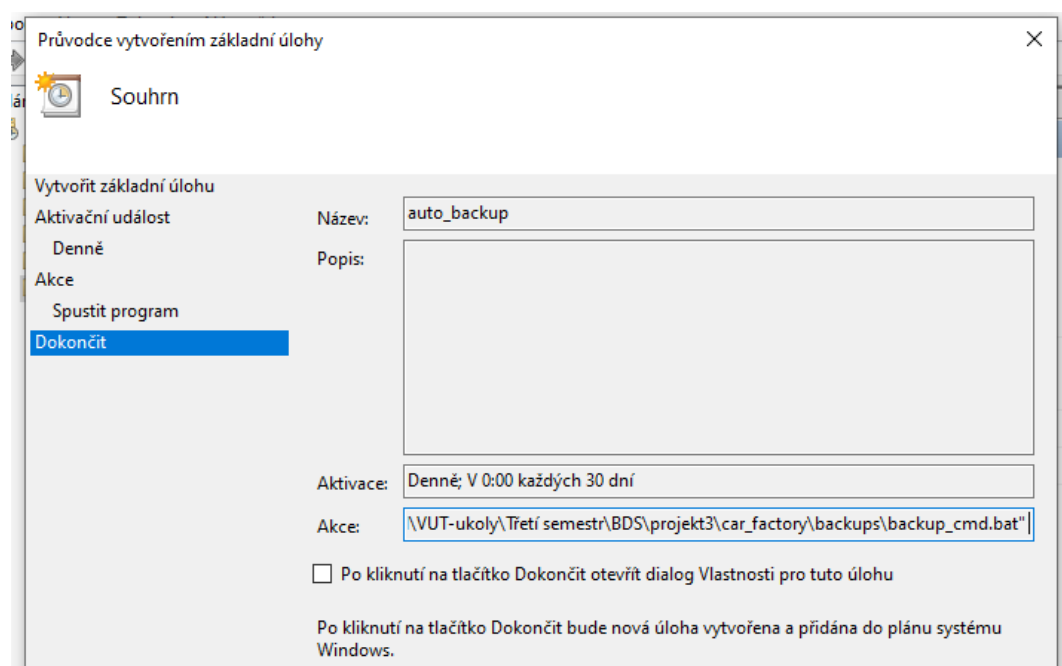 Průvodce vytvořením základní úlohy
Souhrn
Vytvořit základní úlohu
Aktivační událost
Denně
Akce
Spustit program
Dokončit
Název:
auto_backup
Popis:
Aktivace:
Denně; V 0:00 každých 30 dní
Akce:
\VUT-ukoly\Třetí semestr\BDS\projekt3\car_factory\backups\backup_cmd.bat"
Po kliknutí na tlačítko Dokončit otevřít dialog Vlastnosti pro tuto úlohu
Po kliknutí na tlačítko Dokončit bude nová úloha vytvořena a přidána do plánu systému
Windows.